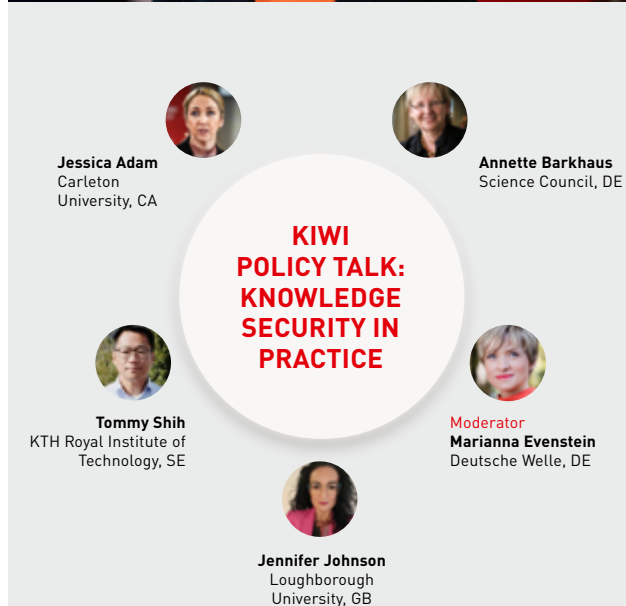 Jessica Adam
Carleton
University, CA
Annette Barkhaus
Science Council, DE
KIWI
POLICY TALK:
KNOWLEDGE
SECURITY IN
PRACTICE
Tommy Shih
KTH Royal Institute of
Technology, SE
Moderator
Marianna Evenstein
Deutsche Welle, DE
Jennifer Johnson
Loughborough
University, GB